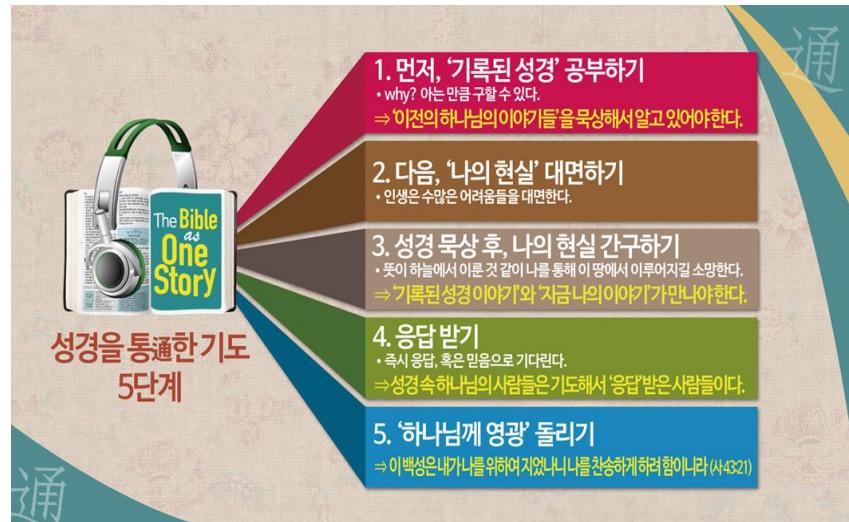 通
1. 먼저, ‘기록된 성경’ 공부하기
• why? 아는 만큼 구할 수 있다.
⇒ ‘이전의 하나님의 이야기들’을 묵상해서 알고 있어야 한다.
2. 다음, ‘나의 현실’ 대면하기
• 인생은 수많은 어려움들을 대면한다.
3. 성경 묵상 후, 나의 현실 간구하기
• 뜻이 하늘에서 이룬 것 같이 나를 통해 이 땅에서 이루어지길 소망한다.
⇒ ‘기록된 성경 이야기’와 ‘지금 나의 이야기’가 만나야 한다.
4. 응답 받기
• 즉시 응답, 혹은 믿음으로 기다린다.
⇒ 성경 속 하나님의 사람들은 기도해서 ‘응답’받은 사람들이다.
5. ‘하나님께 영광’ 돌리기
⇒ 이 백성은 내가 나를 위하여 지었나니 나를 찬송하게 하려 함이니라 (사 43:21)
The Bible
as
One
Story
성경을 통通한 기도
5단계
通